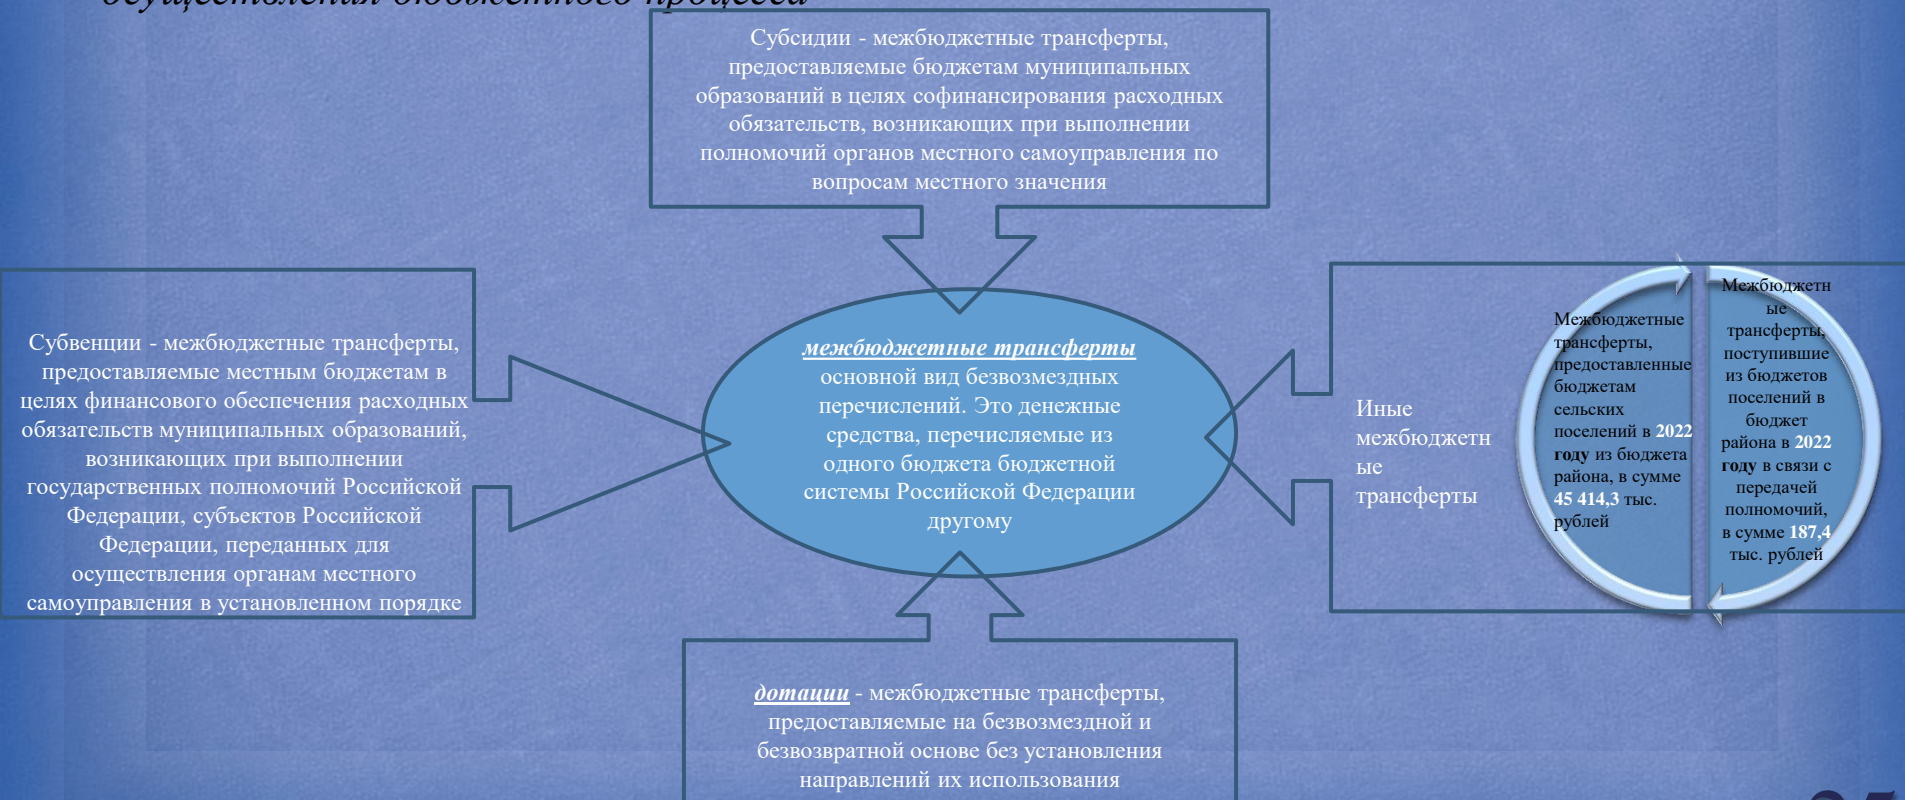 осуществления бюджетного процесса
Субсидии - межбюджетные трансферты,
предоставляемые бюджетам муниципальных
образований в целях софинансирования расходных
обязательств, возникающих при выполнении
полномочий органов местного самоуправления по
вопросам местного значения
Субвенции - межбюджетные трансферты,
предоставляемые местным бюджетам в
целях финансового обеспечения расходных
обязательств муниципальных образований,
возникающих при выполнении
государственных полномочий Российской
Федерации, субъектов Российской
Федерации, переданных для
осуществления органам местного
самоуправления в установленном порядке
межбюджетные трансферты
основной вид безвозмездных
перечислений. Это денежные
средства, перечисляемые из
одного бюджета бюджетной
системы Российской Федерации
другому
Иные
межбюджетн
ые
трансферты
Межбюджетные
трансферты,
предоставленные
бюджетам
сельских
поселений в 2022
году из бюджета
района, в сумме
45 414,3 тыс.
рублей
Межбюджетн
ые
трансферты,
поступившие
из бюджетов
поселений в
бюджет
района в 2022
году в связи с
передачей
полномочий,
в сумме 187,4
тыс. рублей
дотации - межбюджетные трансферты,
предоставляемые на безвозмездной и
безвозвратной основе без установления
направлений их использования